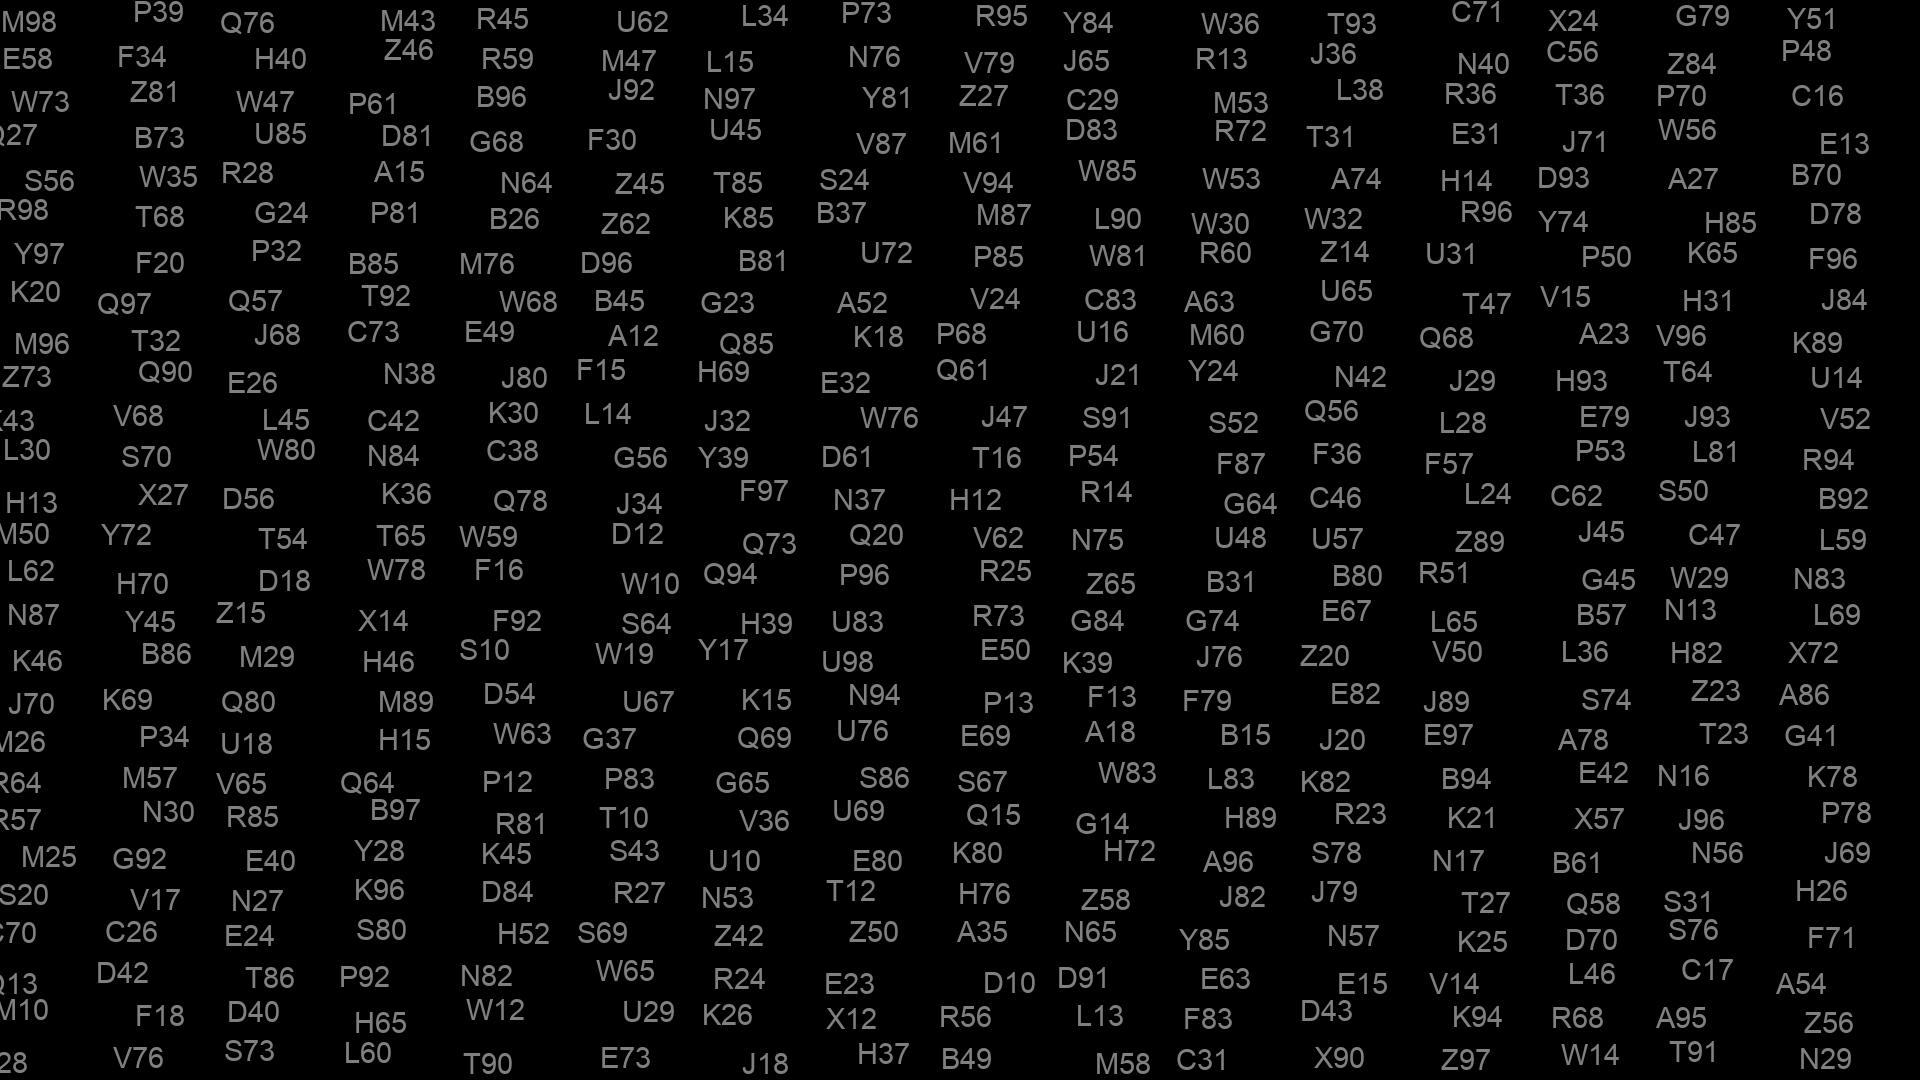 M98 P39 Q76 M43 R45 U62 L34 P73 R95 Y84 W36 T93 C71 X24 G79 Y51
E58 F34 H40 Z46 R59 M47 L15 N76 V79 J65 R13 J36 N40 C56 Z84 P48
W73 Z81 W47 P61 B96 J92 N97 Y81 Z27 C29 M53 L38 R36 T36 P70 C16
Q27 B73 U85 D81 G68 F30 U45 V87 M61 D83 R72 T31 E31 J71 W56 E13
S56 W35 R28 A15 N64 Z45 T85 S24 V94 W85 W53 A74 H14 D93 A27 B70
R98 T68 G24 P81 B26 Z62 K85 B37 M87 L90 W30 W32 R96 Y74 H85 D78
Y97 F20 P32 B85 M76 D96 B81 U72 P85 W81 R60 Z14 U31 P50 K65 F96
K20 Q97 Q57 T92 W68 B45 G23 A52 V24 C83 A63 U65 T47 V15 H31 J84
M96 T32 J68 C73 E49 A12 Q85 K18 P68 U16 M60 G70 Q68 A23 V96 K89
Z73 Q90 E26 N38 J80 F15 H69 E32 Q61 J21 Y24 N42 J29 H93 T64 U14
K43 V68 L45 C42 K30 L14 J32 W76 J47 S91 S52 Q56 L28 E79 J93 V52
L30 S70 W80 N84 C38 G56 Y39 D61 T16 P54 F87 F36 F57 P53 L81 R94
H13 X27 D56 K36 Q78 J34 F97 N37 H12 R14 G64 C46 L24 C62 S50 B92
M50 Y72 T54 T65 W59 D12 Q73 Q20 V62 N75 U48 U57 Z89 J45 C47 L59
L62 H70 D18 W78 F16 W10 Q94 P96 R25 Z65 B31 B80 R51 G45 W29 N83
N87 Y45 Z15 X14 F92 S64 H39 U83 R73 G84 G74 E67 L65 B57 N13 L69
K46 B86 M29 H46 S10 W19 Y17 U98 E50 K39 J76 Z20 V50 L36 H82 X72
J70 K69 Q80 M89 D54 U67 K15 N94 P13 F13 F79 E82 J89 S74 Z23 A86
M26 P34 U18 H15 W63 G37 Q69 U76 E69 A18 B15 J20 E97 A78 T23 G41
R64 M57 V65 Q64 P12 P83 G65 S86 S67 W83 L83 K82 B94 E42 N16 K78
R57 N30 R85 B97 R81 T10 V36 U69 Q15 G14 H89 R23 K21 X57 J96 P78
M25 G92 E40 Y28 K45 S43 U10 E80 K80 H72 A96 S78 N17 B61 N56 J69
S20 V17 N27 K96 D84 R27 N53 T12 H76 Z58 J82 J79 T27 Q58 S31 H26
C70 C26 E24 S80 H52 S69 Z42 Z50 A35 N65 Y85 N57 K25 D70 S76 F71
Q13 D42 T86 P92 N82 W65 R24 E23 D10 D91 E63 E15 V14 L46 C17 A54
M10 F18 D40 H65 W12 U29 K26 X12 R56 L13 F83 D43 K94 R68 A95 Z56
28 V76 S73 L60 T90 E73 J18 H37 B49 M58 C31 X90 Z97 W14 T91 N29